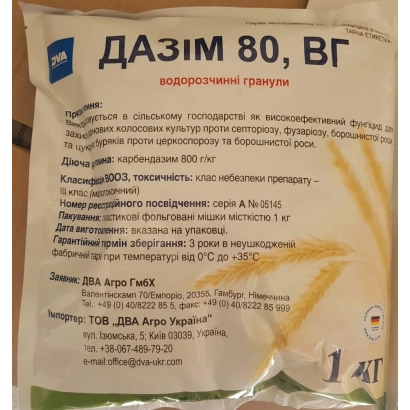 DVA
ТАРНА ЕТИКЕТКА
ДАЗІМ 80, ВГ
водорозчинні гранули
Призначення:
Використовується в сільському господарстві як високоефективний фунгіцид для
захисту зернових колосових культур проти септоріозу, фузаріозу, борошнистої роси
та цукрових буряків проти церкоспорозу та борошнистої роси.
Діюча речовина: карбендазим 800 г/кг
Класифікація ВООЗ, токсичність: клас небезпеки препарату –
ІІІ клас (малотоксичний)
Номер реєстраційного посвідчення: серія А № 05145
Пакування: пластикові фольговані мішки місткістю 1 кг
Дата виготовлення: вказана на упаковці.
Гарантійний термін зберігання: 3 роки в неушкодженій
фабричній тарі при температурі від 0°С до +35°С
Заявник: ДВА Агро ГмбХ
Валентінскамп 70/Емпоріо, 20355, Гамбург, Німеччина
Tel.: +49 (0) 40/8222 85 5, факс: +49 (0) 40/82222 85 999
Імпортер: ТОВ „ДВА Агро Україна"
вул. Ізюмська, 5; Київ 03039, Україна,
тел. +38-067-489-79-20
e-mail:office@dva-ukr.com
1 КГ